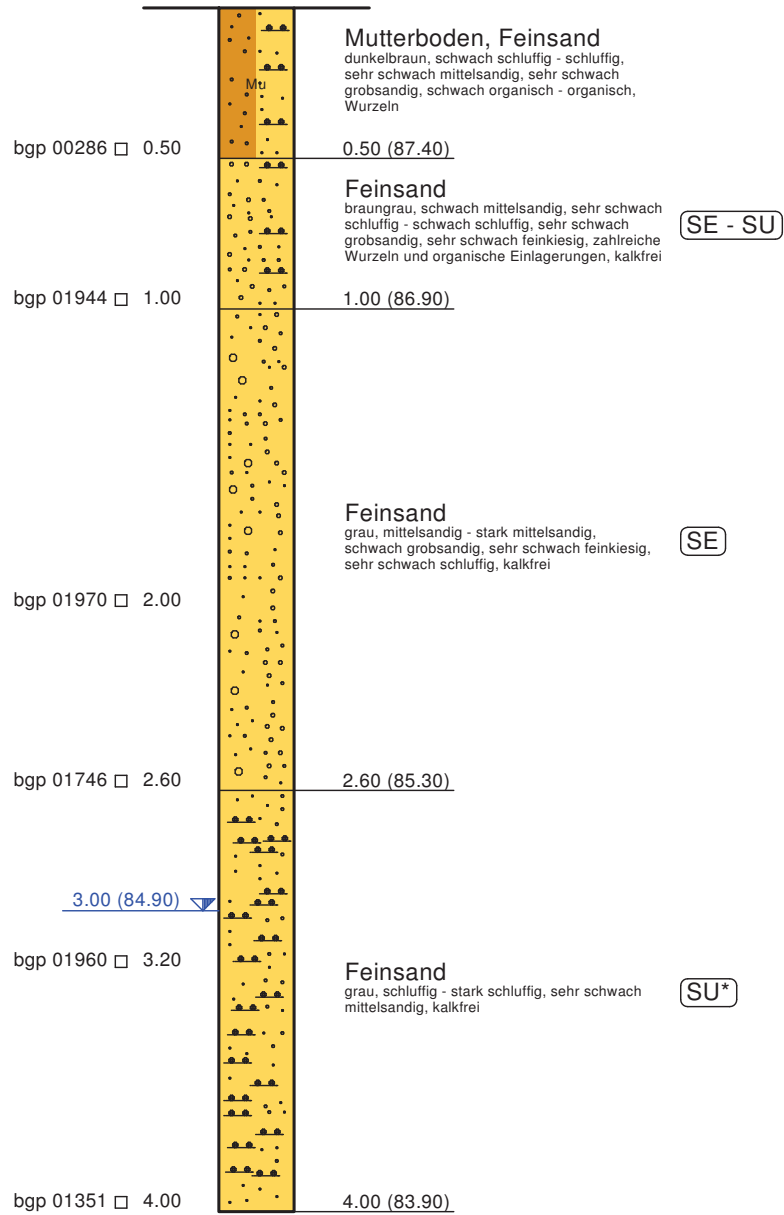 Mutterboden, Feinsand
dunkelbraun, schwach schluffig - schluffig,
sehr schwach mittelsandig, sehr schwach
grobsandig, schwach organisch - organisch,
Wurzeln
Mu
bgp 00286 0.50
0.50 (87.40)
Feinsand
braungrau, schwach mittelsandig, sehr schwach
schluffig - schwach schluffig, sehr schwach
grobsandig, sehr schwach feinkiesig, zahlreiche
Wurzeln und organische Einlagerungen, kalkfrei
SE - SU
bgp 01944 1.00
1.00 (86.90)
Feinsand
grau, mittelsandig - stark mittelsandig,
schwach grobsandig, sehr schwach feinkiesig,
sehr schwach schluffig, kalkfrei
SE
bgp 01970 2.00
bgp 01746 2.60
2.60 (85.30)
3.00 (84.90)
bgp 01960 3.20
Feinsand
grau, schluffig - stark schluffig, sehr schwach
mittelsandig, kalkfrei
SU*
bgp 01351 4.00
4.00 (83.90)